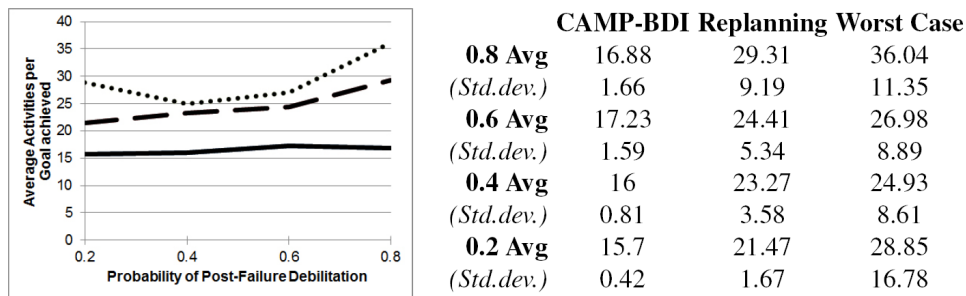 40
35
30
25
20
15
10
5
0
Average Activities per
Goal achieved
0.2 0.4 0.6 0.8
Probability of Post-Failure Debilitation
CAMP-BDI Replanning Worst Case
0.8 Avg 16.88 29.31 36.04
(Std.dev.) 1.66 9.19 11.35
0.6 Avg 17.23 24.41 26.98
(Std.dev.) 1.59 5.34 8.89
0.4 Avg 16 23.27 24.93
(Std.dev.) 0.81 3.58 8.61
0.2 Avg 15.7 21.47 28.85
(Std.dev.) 0.42 1.67 16.78